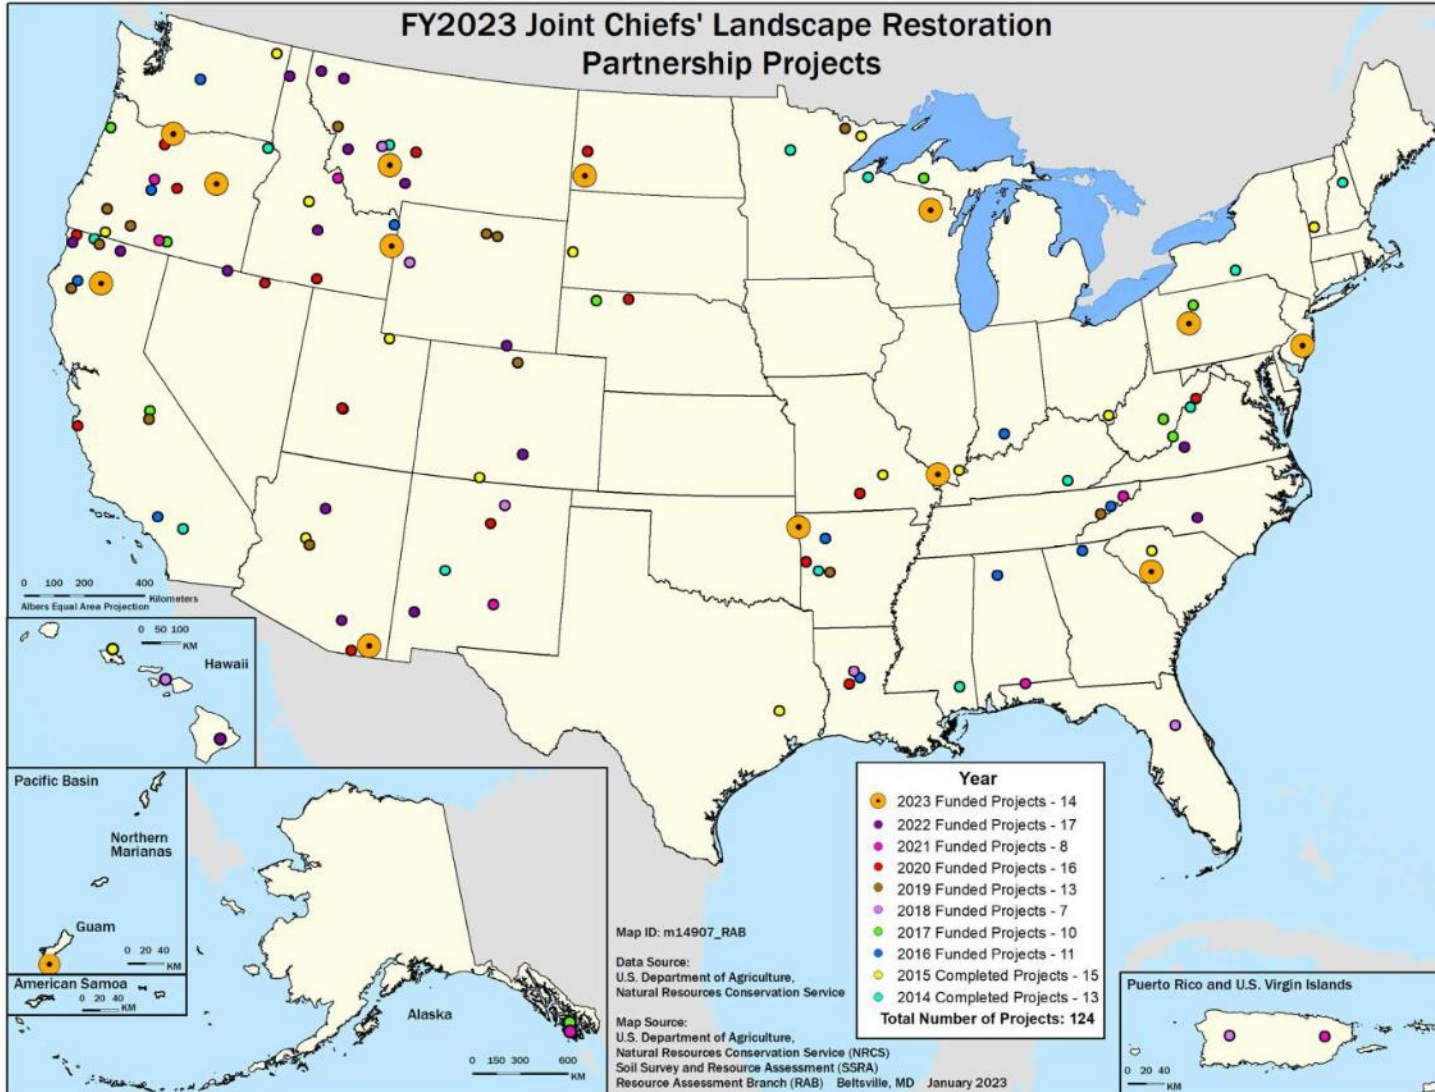 FY2023 Joint Chiefs' Landscape Restoration
Partnership Projects
0 100 200 400
Kilometers
Albers Equal Area Projection
0 50 100
KM
Hawaii
Pacific Basin
Northern
Marianas
Guam
0 20 40
KM
American Samoa
0 20 40
KM
Alaska
0 150 300 600
KM
Map ID: m14907_RAB
Data Source:
U.S. Department of Agriculture,
Natural Resources Conservation Service
Map Source:
U.S. Department of Agriculture,
Natural Resources Conservation Service (NRCS)
Soil Survey and Resource Assessment (SSRA)
Resource Assessment Branch (RAB) Beltsville, MD January 2023
Year
2023 Funded Projects - 14
2022 Funded Projects - 17
2021 Funded Projects - 8
2020 Funded Projects - 16
2019 Funded Projects - 13
2018 Funded Projects - 7
2017 Funded Projects - 10
2016 Funded Projects - 11
2015 Completed Projects - 15
2014 Completed Projects - 13
Total Number of Projects: 124
Puerto Rico and U.S. Virgin Islands
0 20 40
KM